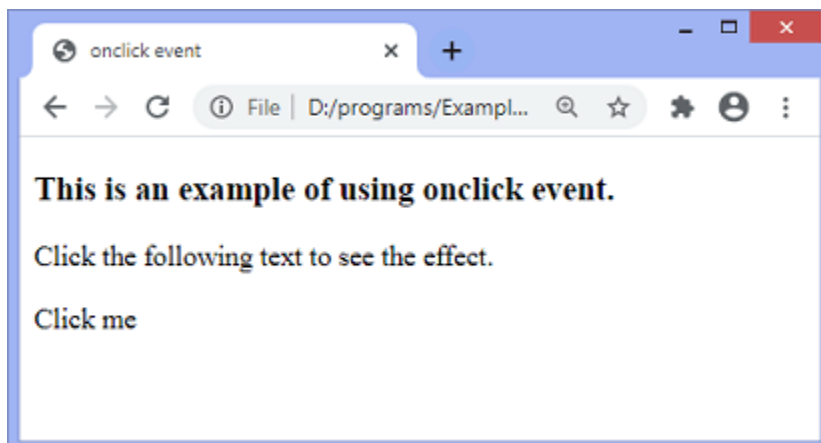 onclick event
File | D:/programs/Exampl...
This is an example of using onclick event.
Click the following text to see the effect.
Click me